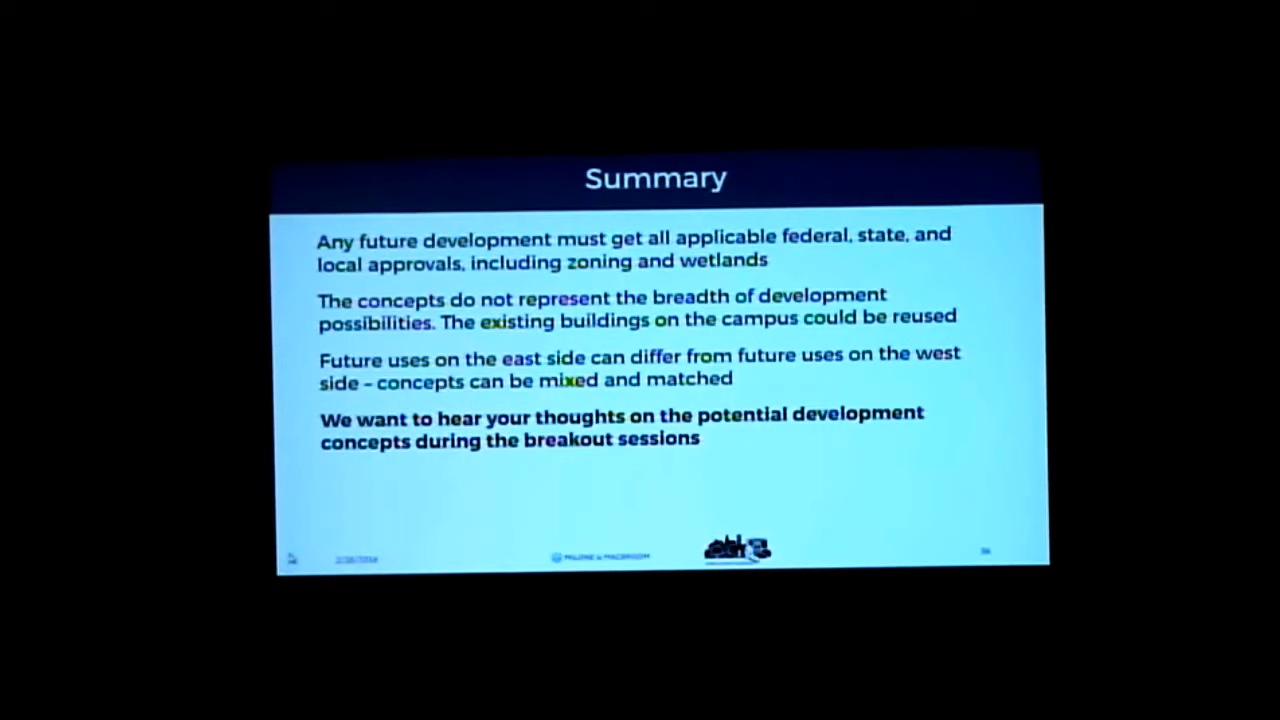 Summary
Any future development must get all applicable federal, state, and
local approvals, including zoning and wetlands
The concepts do not represent the breadth of development
possibilities. The existing buildings on the campus could be reused
Future uses on the east side can differ from future uses on the west
side – concepts can be mixed and matched
We want to hear your thoughts on the potential development
concepts during the breakout sessions
MILONE & MACBROOM